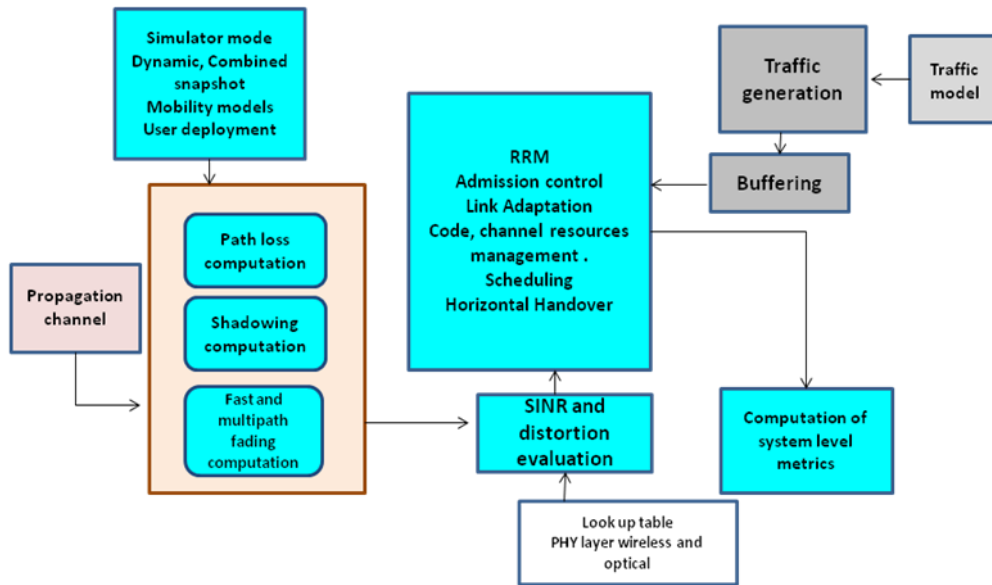 Simulator mode
Dynamic, Combined
snapshot
Mobility models
User deployment
Traffic
generation
Traffic
model
Buffering
RRM
Admission control
Link Adaptation
Code, channel resources
management .
Scheduling
Horizontal Handover
Propagation
channel
Path loss
computation
Shadowing
computation
Fast and
multipath
fading
computation
SINR and
distortion
evaluation
Computation of
system level
metrics
Look up table
PHY layer wireless and
optical